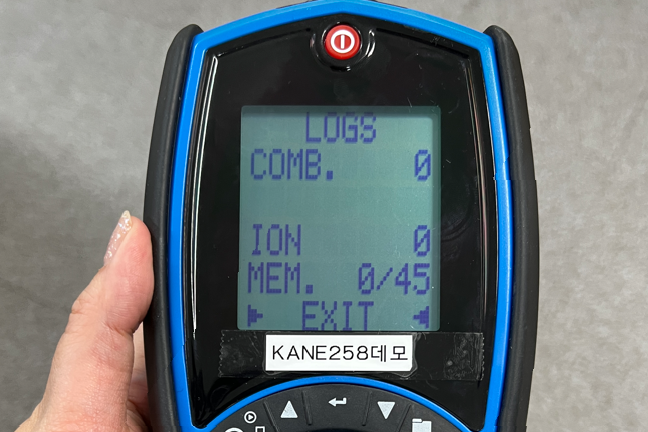 LOGS
COMB. 0
ION 0
MEM. 0/45
EXIT
KANE258데모